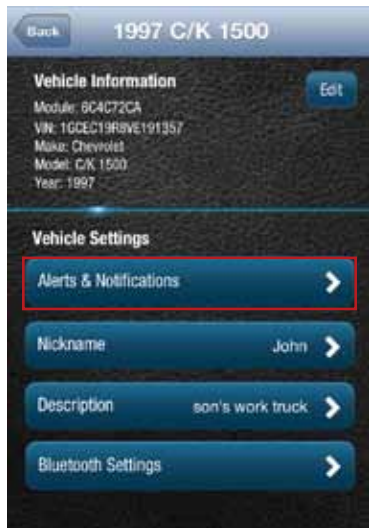 Back 1997 C/K 1500
Vehicle Information
Edit
Module: 6C4C72CA
VIN: 1GCEC19R8VE191357
Make: Chevrolet
Model: C/K 1500
Year: 1997
Vehicle Settings
Alerts & Notifications
Nickname John
Description son's work truck
Bluetooth Settings